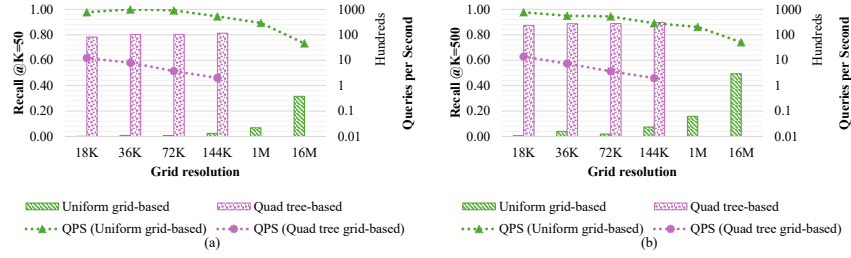 Recall @K=50
1.00
0.80
0.60
0.40
0.20
0.00
1000
100
10
1
0.1
0.01
Hundreds
Queries per Second
18K 36K 72K 144K 1M 16M
Grid resolution
Uniform grid-based Quad tree-based
QPS (Uniform grid-based) QPS (Quad tree grid-based)
(a)
Recall @K=500
1.00
0.80
0.60
0.40
0.20
0.00
1000
100
10
1
0.1
0.01
Hundreds
Queries per Second
18K 36K 72K 144K 1M 16M
Grid resolution
Uniform grid-based Quad tree-based
QPS (Uniform grid-based) QPS (Quad tree grid-based)
(b)